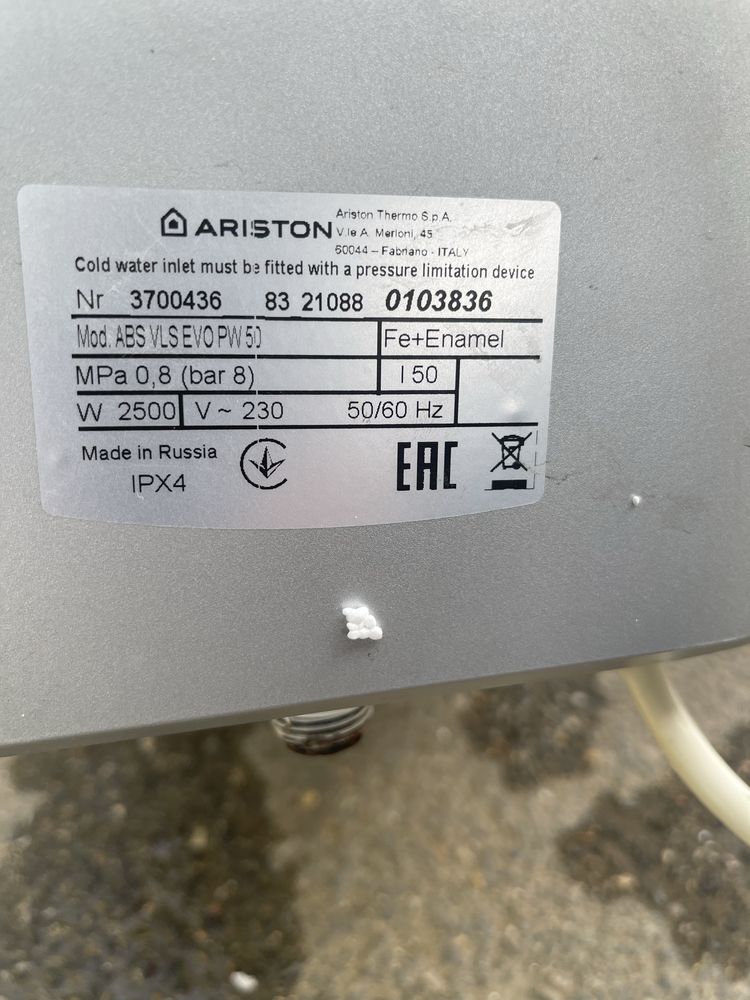 ARISTON
Ariston Thermo S.p.A.
V.le A. Merloni, 45
60044 – Fabriano - ITALY
Cold water inlet must be fitted with a pressure limitation device
Nr 3700436 83 21088 0103836
Mod. ABS VLS EVO PW 50 Fe+Enamel
MPa 0,8 (bar 8) l 50
W 2500 V ~ 230 50/60 Hz
Made in Russia
IPX4
EAC